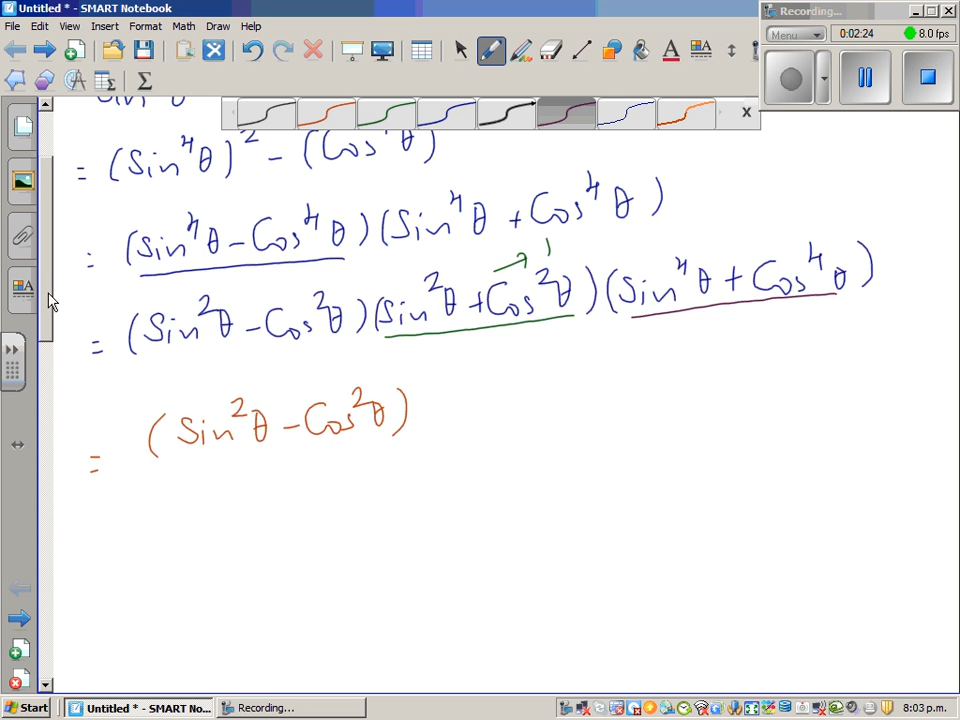 Untitled * - SMART Notebook
Recording...
File Edit View Insert Format Math Draw Help
Menu
0:02:24
8.0 fps
x
= (Sin⁴θ)² - (Cos⁴θ)
= (Sin⁴θ - Cos⁴θ)(Sin⁴θ + Cos⁴θ)
→ 1
= (Sin²θ - Cos²θ)(Sin²θ + Cos²θ)(Sin⁴θ + Cos⁴θ)
= (Sin²θ - Cos²θ)
Start
Untitled * - SMART No...
Recording...
8:03 p.m.